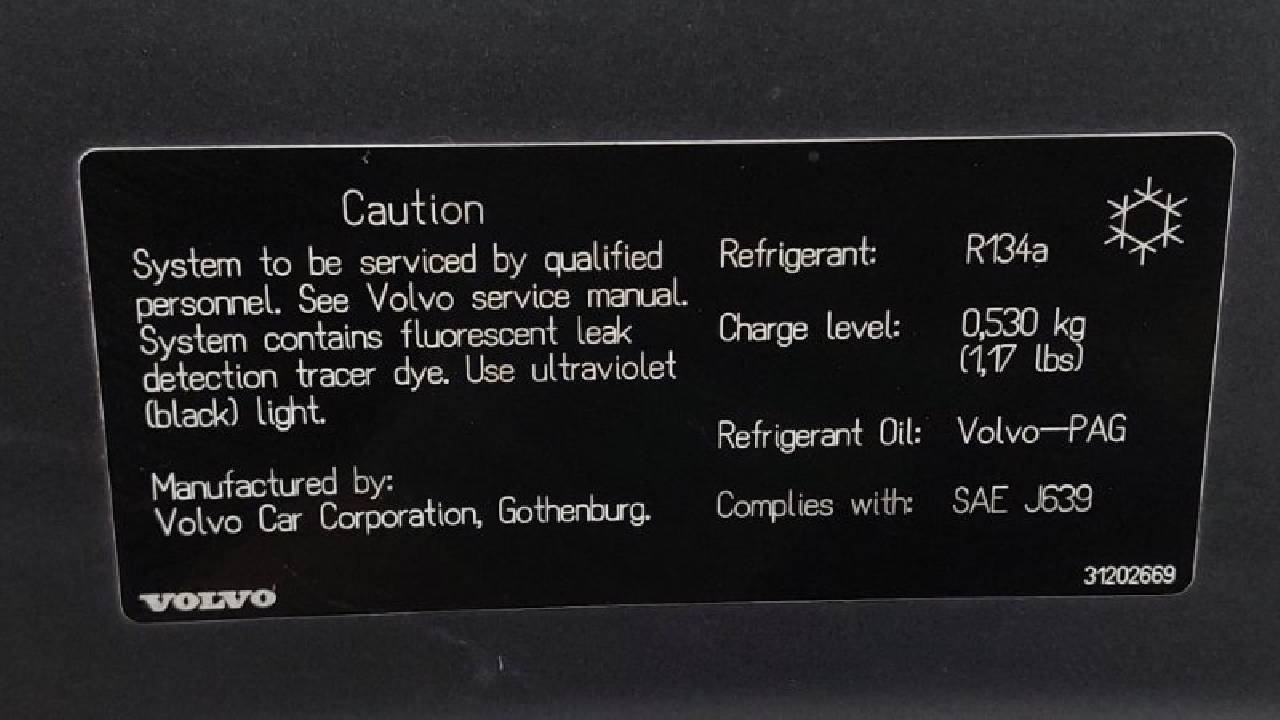 Caution
System to be serviced by qualified
personnel. See Volvo service manual.
System contains fluorescent leak
detection tracer dye. Use ultraviolet
(black) light.
Manufactured by:
Volvo Car Corporation, Gothenburg.
VOLVO
Refrigerant: R134a
Charge level: 0,530 kg
(1,17 lbs)
Refrigerant Oil: Volvo—PAG
Complies with: SAE J639
31202669